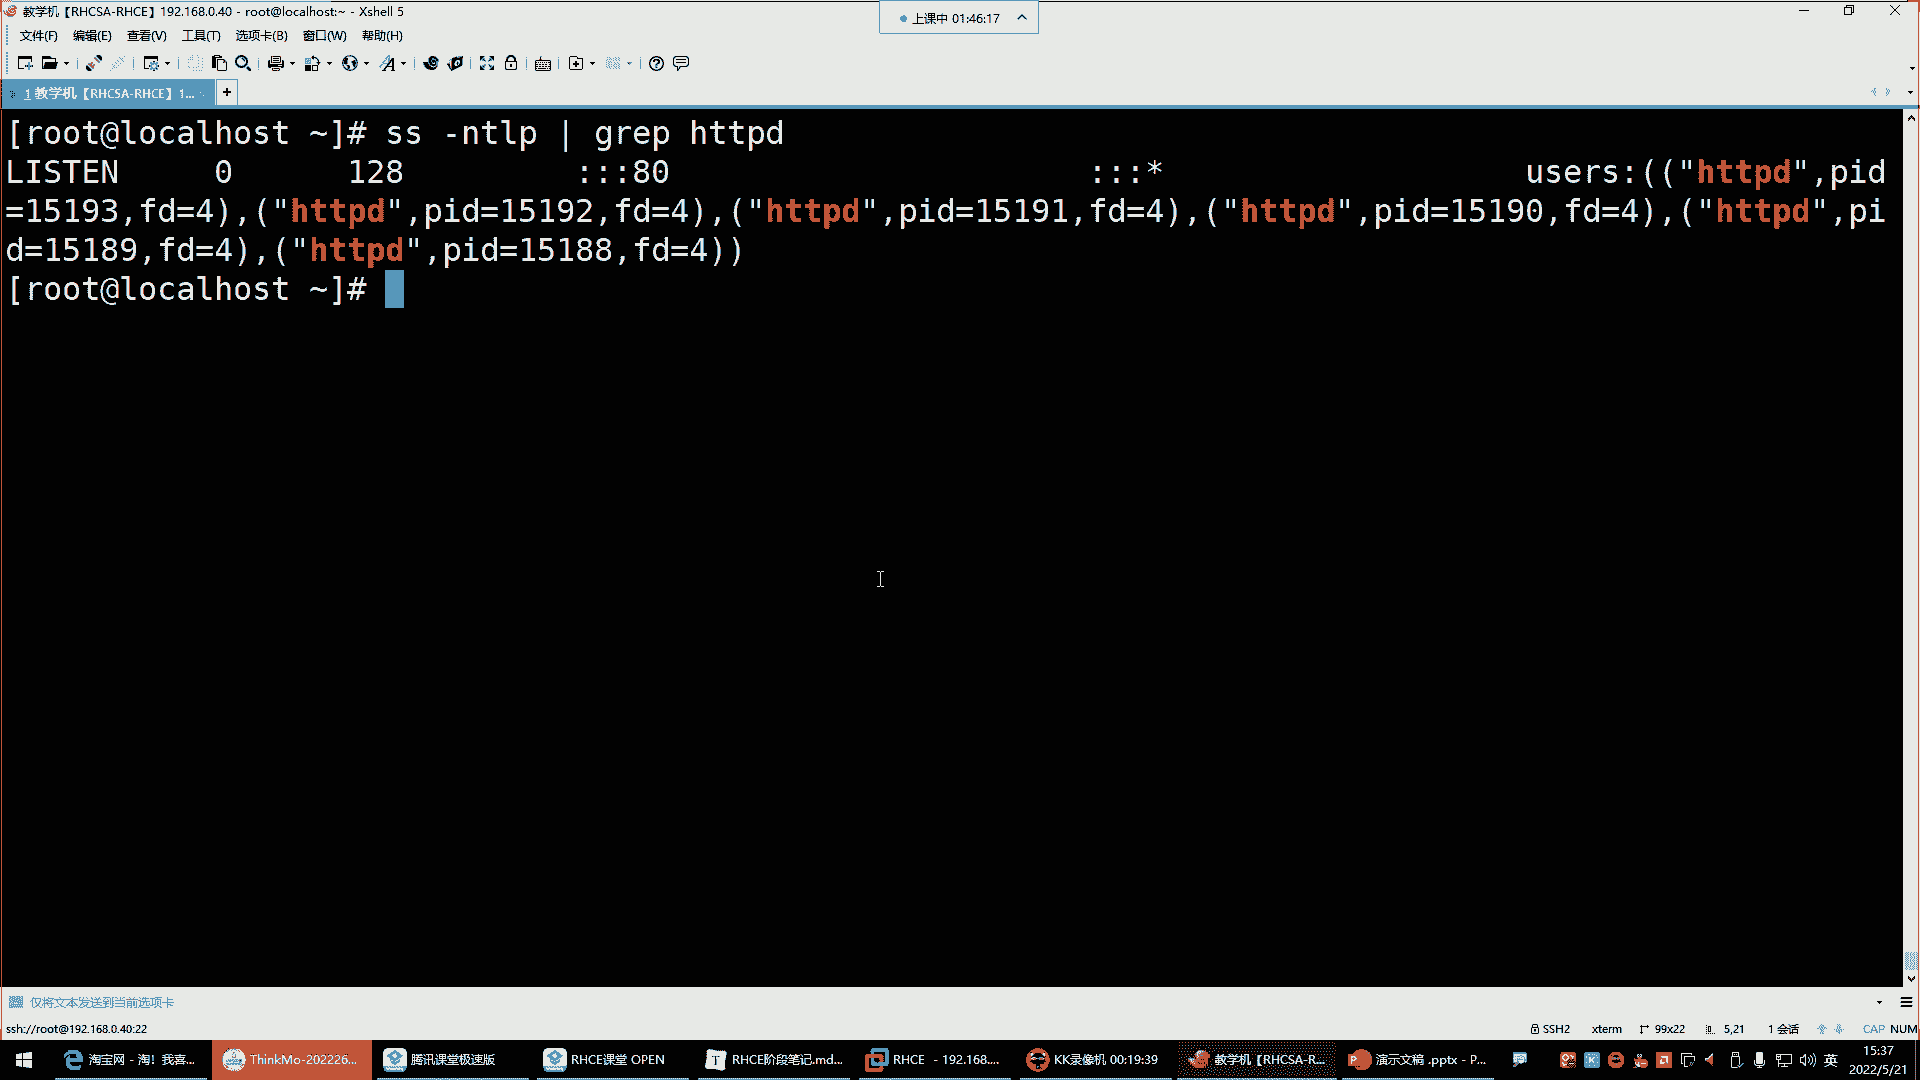 教学机【RHCSA-RHCE】192.168.0.40 - root@localhost:~ - Xshell 5
上课中 01:46:17
文件(F) 编辑(E) 查看(V) 工具(T) 选项卡(B) 窗口(W) 帮助(H)
1 教学机【RHCSA-RHCE】1... +
[root@localhost ~]# ss -ntlp | grep httpd
LISTEN 0 128 :::80 :::* users:(("httpd",pid
=15193,fd=4),("httpd",pid=15192,fd=4),("httpd",pid=15191,fd=4),("httpd",pid=15190,fd=4),("httpd",pi
d=15189,fd=4),("httpd",pid=15188,fd=4))
[root@localhost ~]#
仅将文本发送到当前选项卡
ssh://root@192.168.0.40:22 SSH2 xterm 99x22 5,21 1 会话 CAP NUM
淘宝网 - 淘！我喜... ThinkMo-202226... 腾讯课堂极速版 RHCE课堂 OPEN RHCE阶段笔记.md... RHCE - 192.168.... KK录像机 00:19:39 教学机【RHCSA-R... 演示文稿 .pptx - P... 英 15:37
2022/5/21